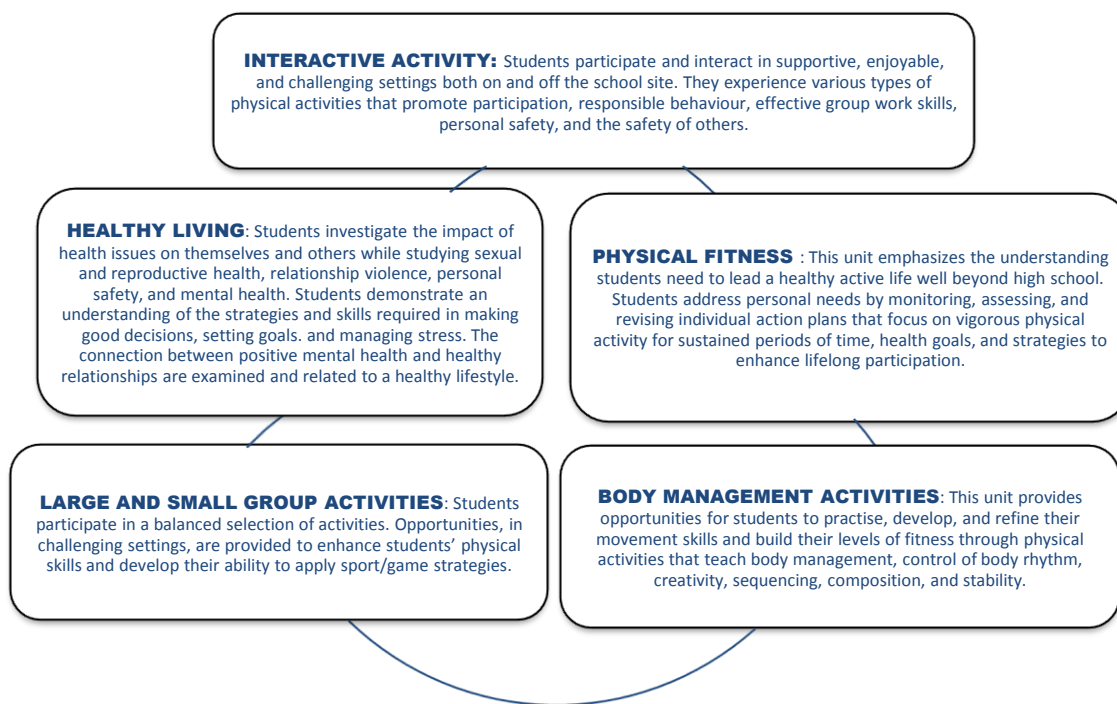 INTERACTIVE ACTIVITY: Students participate and interact in supportive, enjoyable,
and challenging settings both on and off the school site. They experience various types of
physical activities that promote participation, responsible behaviour, effective group work skills,
personal safety, and the safety of others.
HEALTHY LIVING: Students investigate the impact of
health issues on themselves and others while studying sexual
and reproductive health, relationship violence, personal
safety, and mental health. Students demonstrate an
understanding of the strategies and skills required in making
good decisions, setting goals. and managing stress. The
connection between positive mental health and healthy
relationships are examined and related to a healthy lifestyle.
PHYSICAL FITNESS : This unit emphasizes the understanding
students need to lead a healthy active life well beyond high school.
Students address personal needs by monitoring, assessing, and
revising individual action plans that focus on vigorous physical
activity for sustained periods of time, health goals, and strategies to
enhance lifelong participation.
LARGE AND SMALL GROUP ACTIVITIES: Students
participate in a balanced selection of activities. Opportunities, in
challenging settings, are provided to enhance students’ physical
skills and develop their ability to apply sport/game strategies.
BODY MANAGEMENT ACTIVITIES: This unit provides
opportunities for students to practise, develop, and refine their
movement skills and build their levels of fitness through physical
activities that teach body management, control of body rhythm,
creativity, sequencing, composition, and stability.